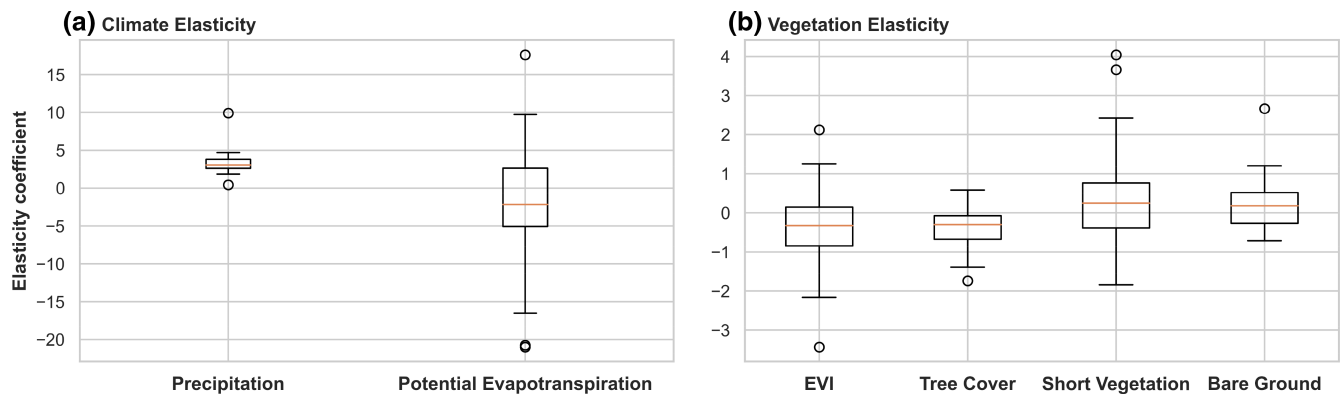 (a) Climate Elasticity
Elasticity coefficient
15
10
5
0
−5
−10
−15
−20
Precipitation
Potential Evapotranspiration
(b) Vegetation Elasticity
4
3
2
1
0
−1
−2
−3
EVI
Tree Cover
Short Vegetation
Bare Ground